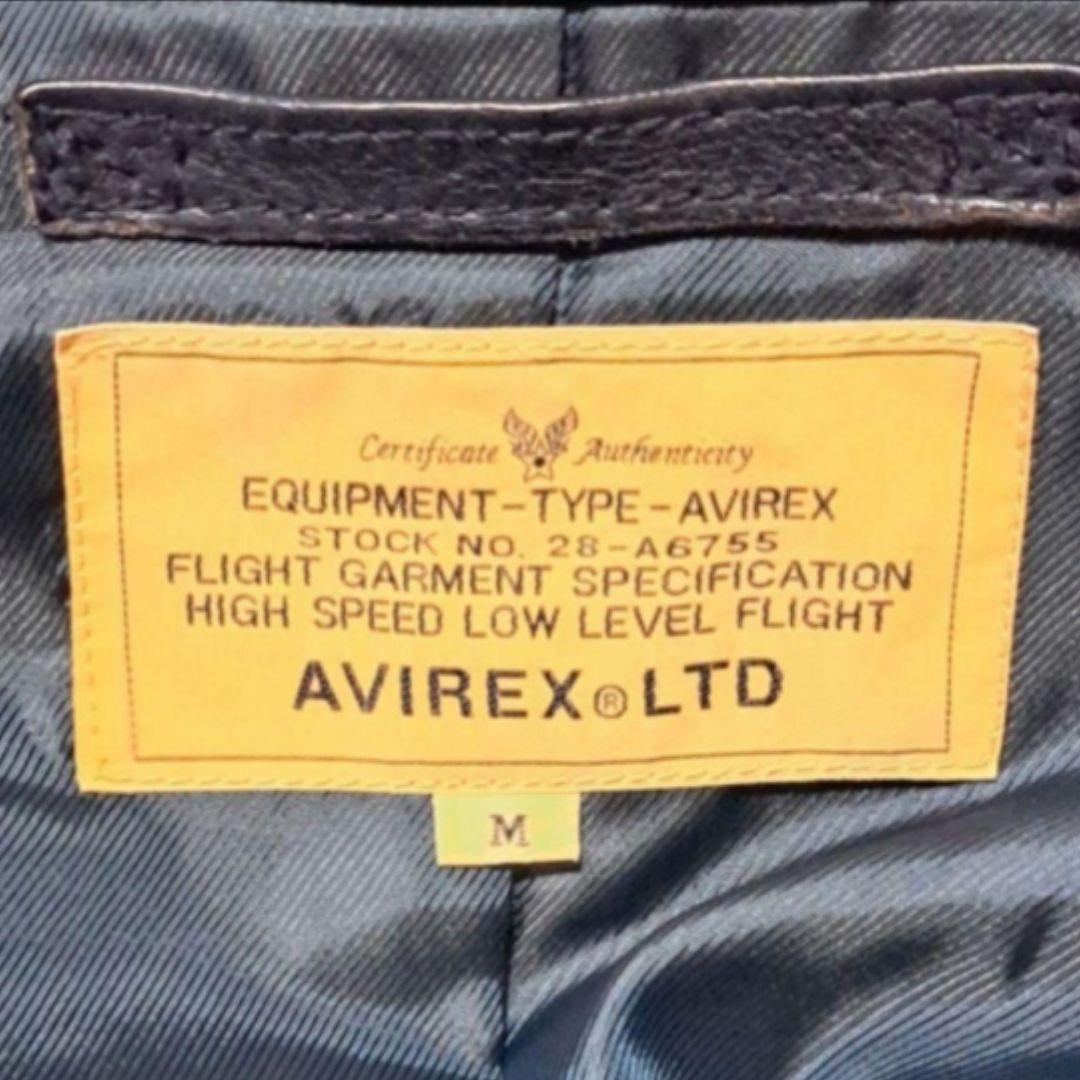 Certificate Authenticity
EQUIPMENT-TYPE-AVIREX
STOCK NO. 28-A6755
FLIGHT GARMENT SPECIFICATION
HIGH SPEED LOW LEVEL FLIGHT
AVIREX®LTD
M